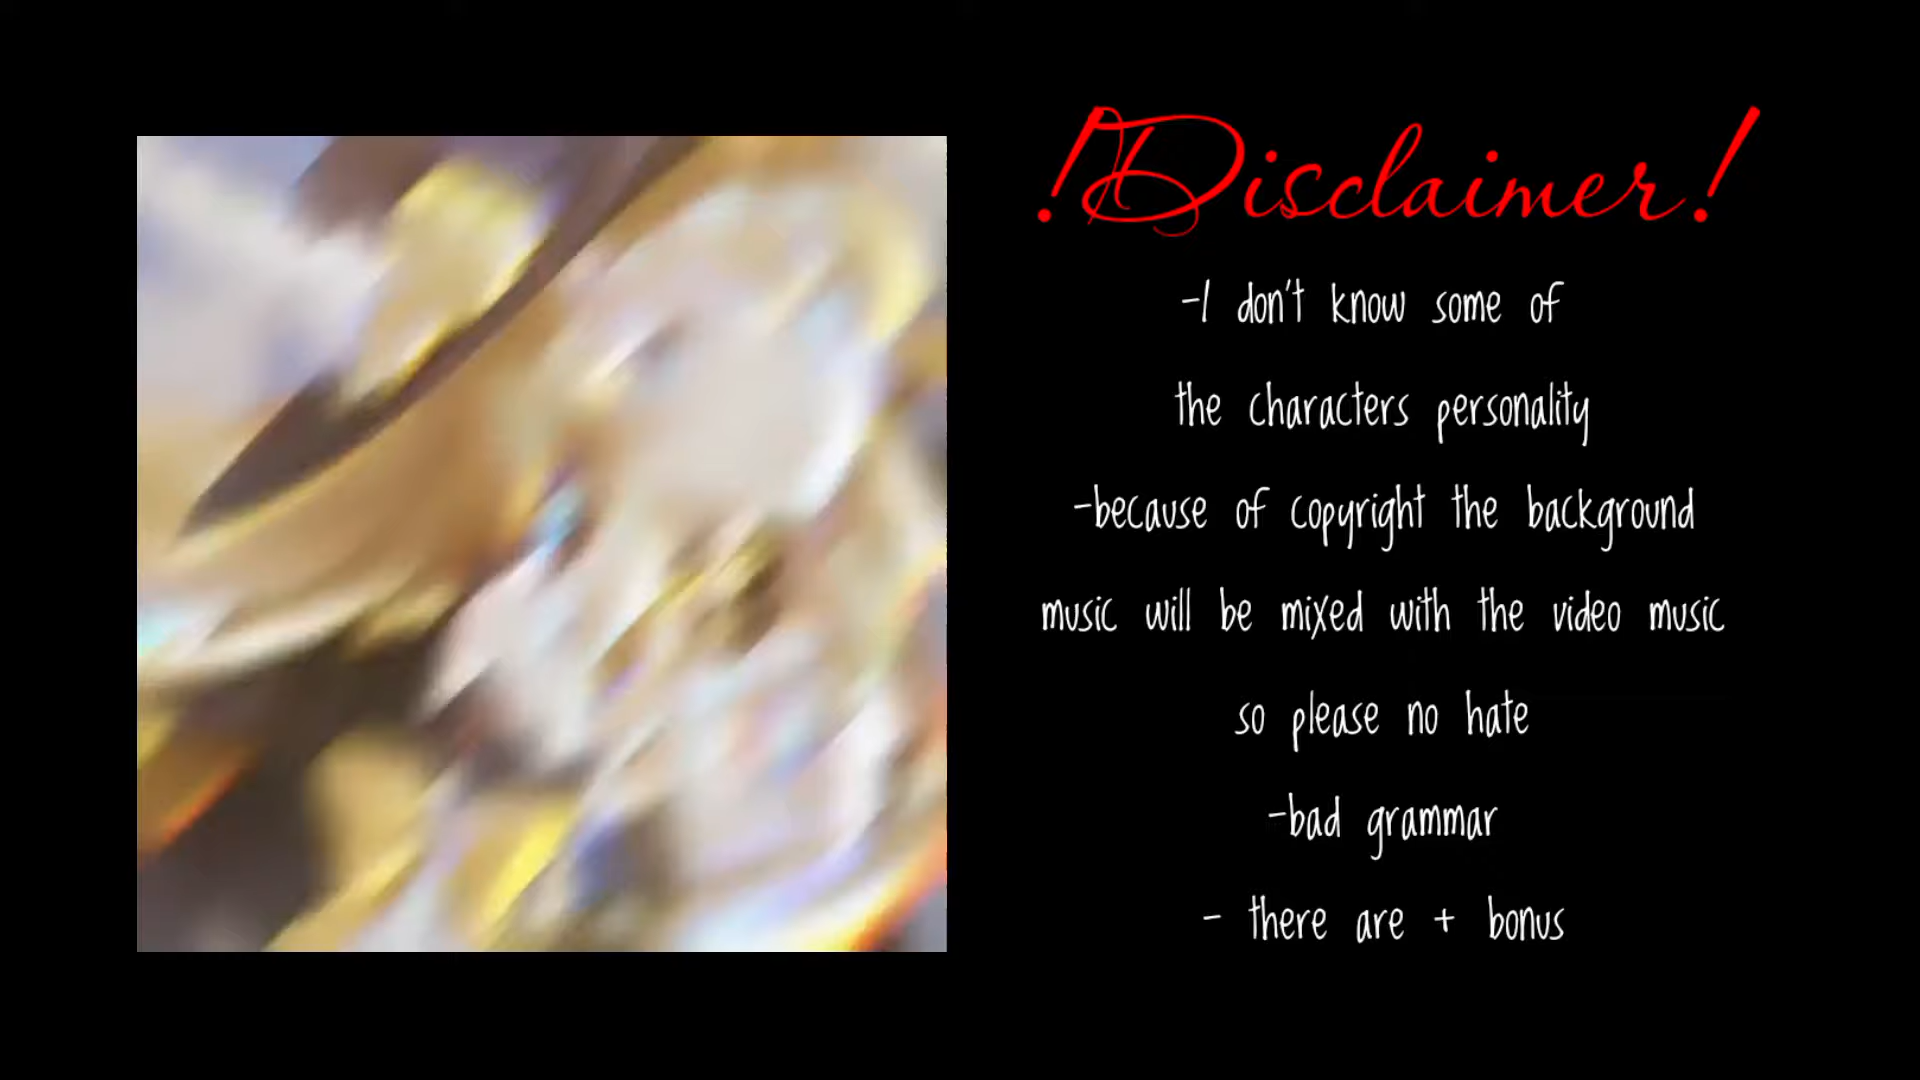 !Disclaimer!
-I don't know some of
the characters personality
-because of copyright the background
music will be mixed with the video music
so please no hate
-bad grammar
- there are + bonus